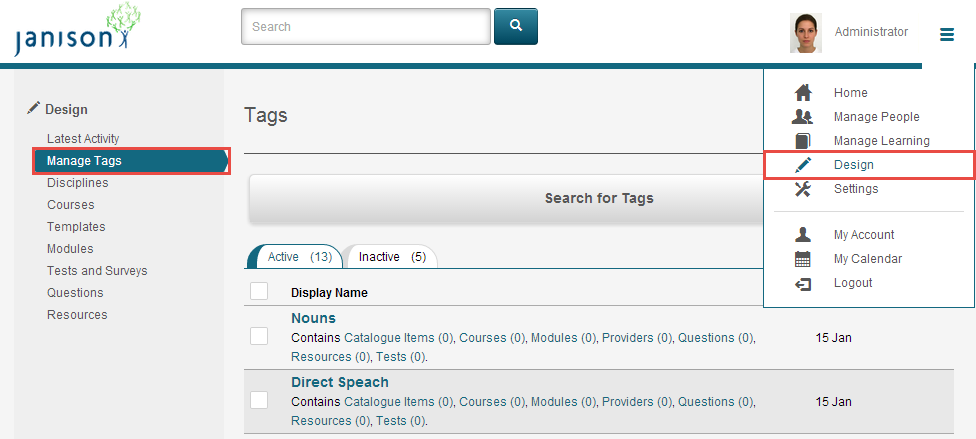 janison
Search
Administrator
Home
Manage People
Manage Learning
Design
Settings
My Account
My Calendar
Logout
Design
Latest Activity
Manage Tags
Disciplines
Courses
Templates
Modules
Tests and Surveys
Questions
Resources
Tags
Search for Tags
Active (13) Inactive (5)
Display Name
Nouns
Contains Catalogue Items (0), Courses (0), Modules (0), Providers (0), Questions (0), 15 Jan
Resources (0), Tests (0).
Direct Speach
Contains Catalogue Items (0), Courses (0), Modules (0), Providers (0), Questions (0), 15 Jan
Resources (0), Tests (0).